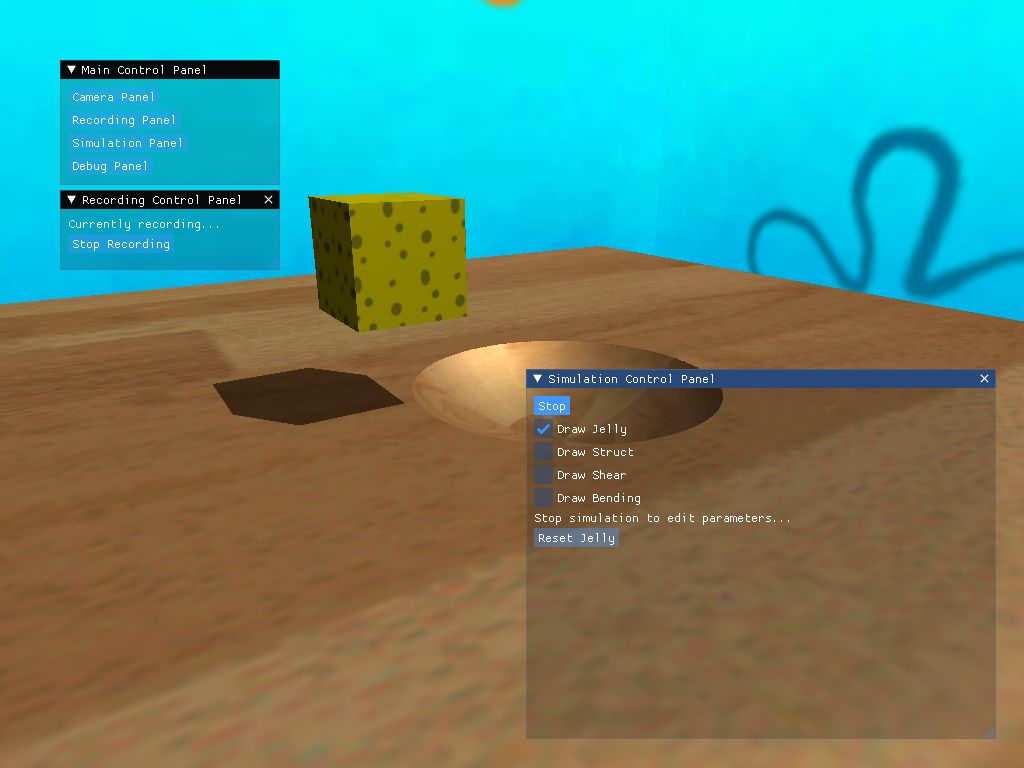 Main Control Panel
Camera Panel
Recording Panel
Simulation Panel
Debug Panel
Recording Control Panel
Currently recording...
Stop Recording
Simulation Control Panel
Stop
Draw Jelly
Draw Struct
Draw Shear
Draw Bending
Stop simulation to edit parameters...
Reset Jelly